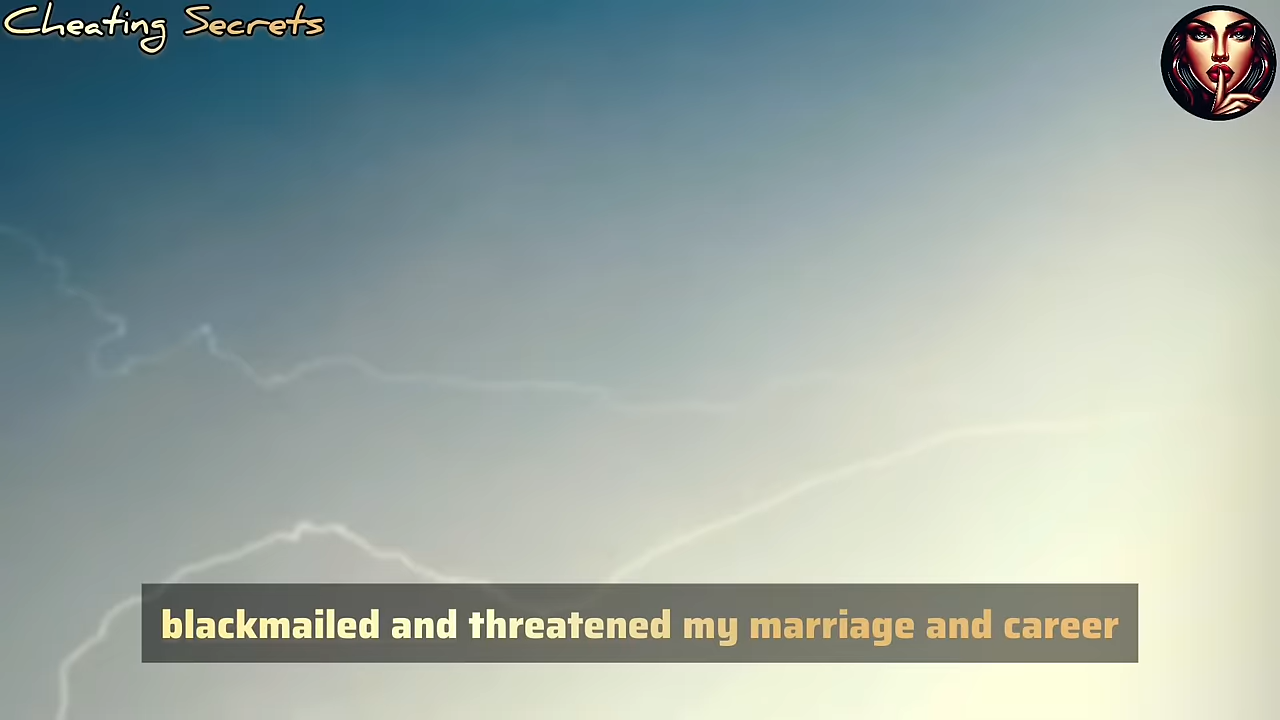 Cheating Secrets
blackmailed and threatened my marriage and career